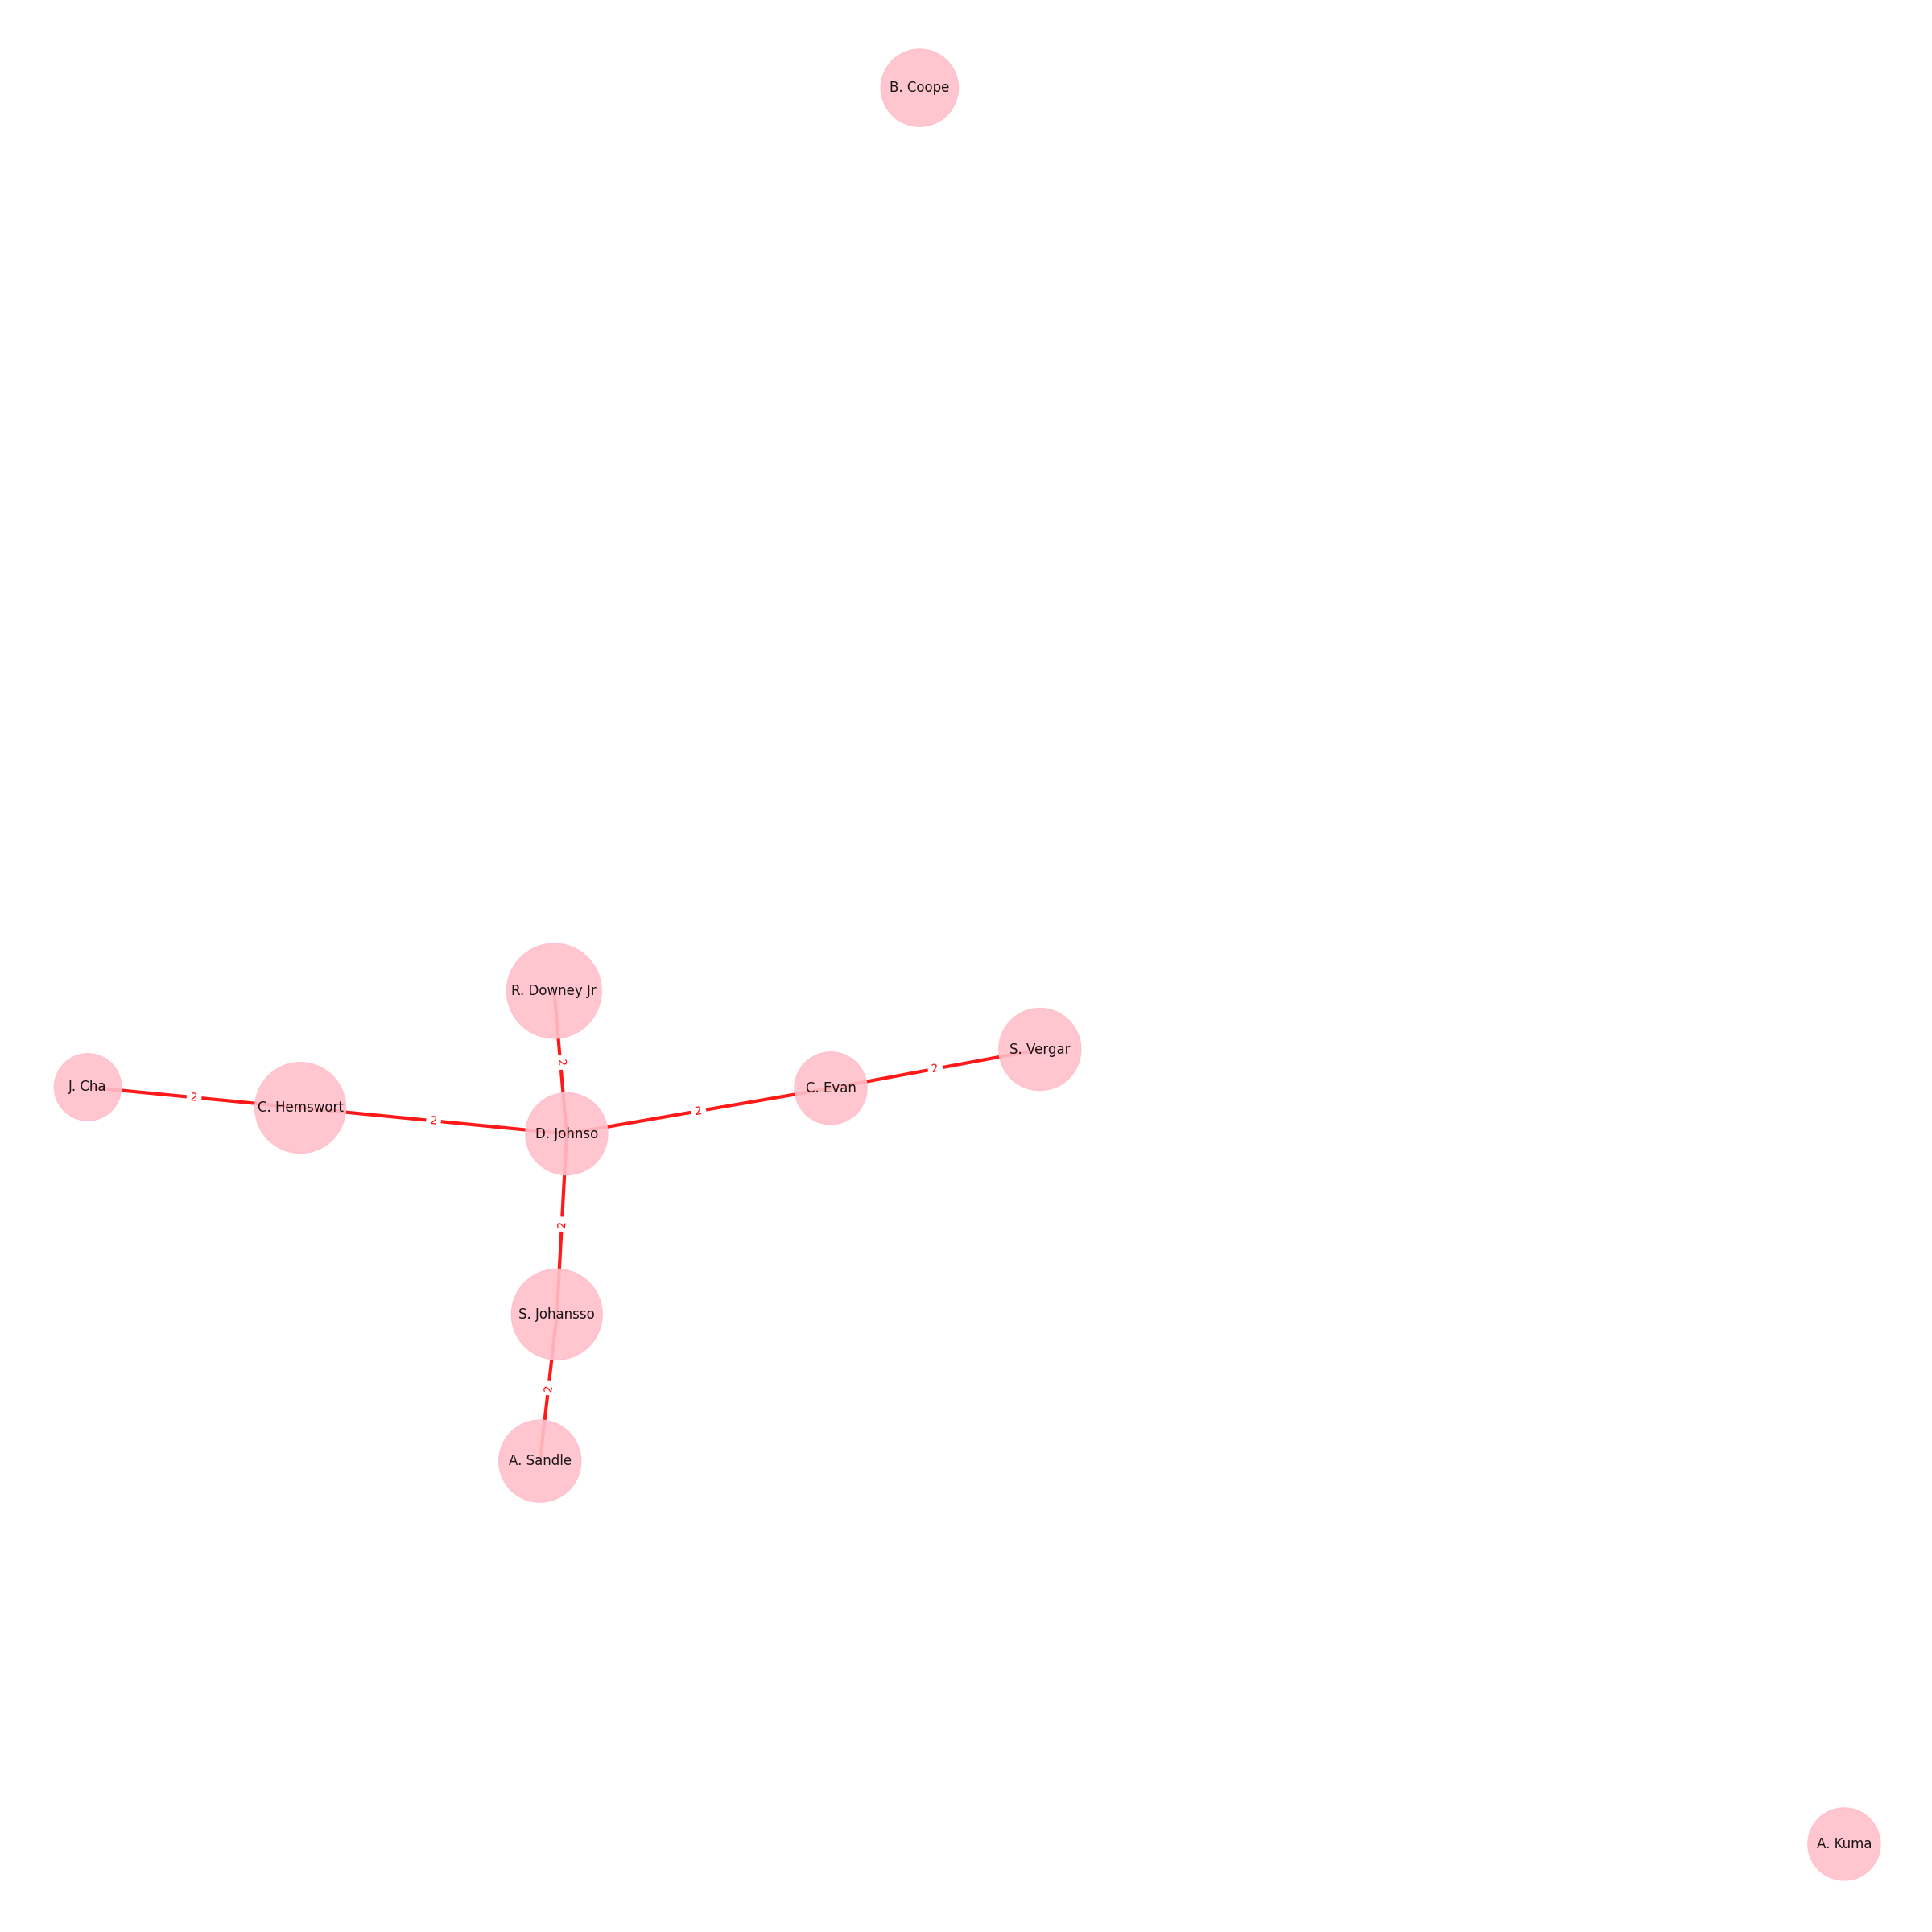 B. Coope
R. Downey Jr
S. Vergar
2
2
J. Cha
C. Evan
2
C. Hemswort
2
2
D. Johnso
2
S. Johansso
2
A. Sandle
A. Kuma